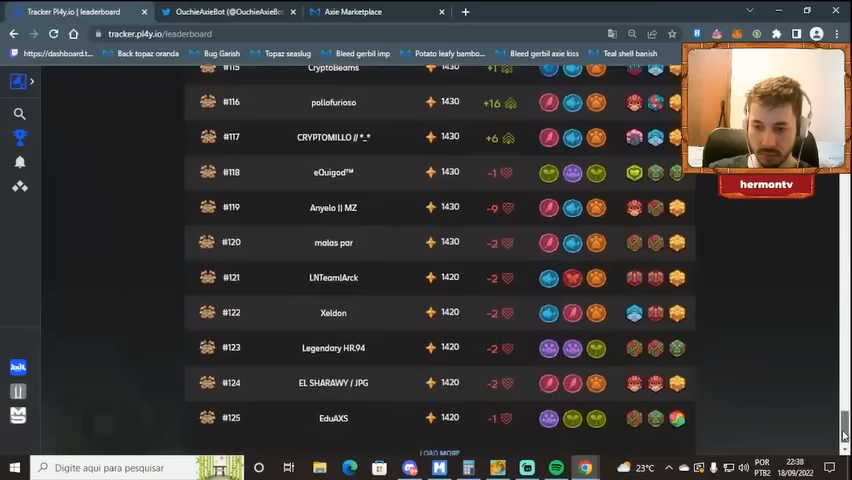 Tracker Pl4y.io | leaderboard
OuchieAxieBot (@OuchieAxieBot
Axie Marketplace
tracker.pl4y.io/leaderboard
https://dashboard.t...
Back topaz oranda
Bug Garish
Topaz seaslug
Bleed gerbil imp
Potato leafy bambo...
Bleed gerbil axie kiss
Teal shell banish
#115 CryptoBeams 1430 +1
#116 pollofurioso 1430 +16
#117 CRYPTOMILLO // *_* 1430 +6
#118 eQuigod™ 1430 -1
#119 Anyelo || MZ 1430 -9
#120 malas par 1430 -2
#121 LNTeam|Arck 1420 -2
#122 Xeldon 1420 -2
#123 Legendary HR.94 1420 -2
#124 EL SHARAWY / JPG 1420 -2
#125 EduAXS 1420 -1
LOAD MORE
hermontv
Digite aqui para pesquisar
23°C
POR
PTB2
22:38
18/09/2022